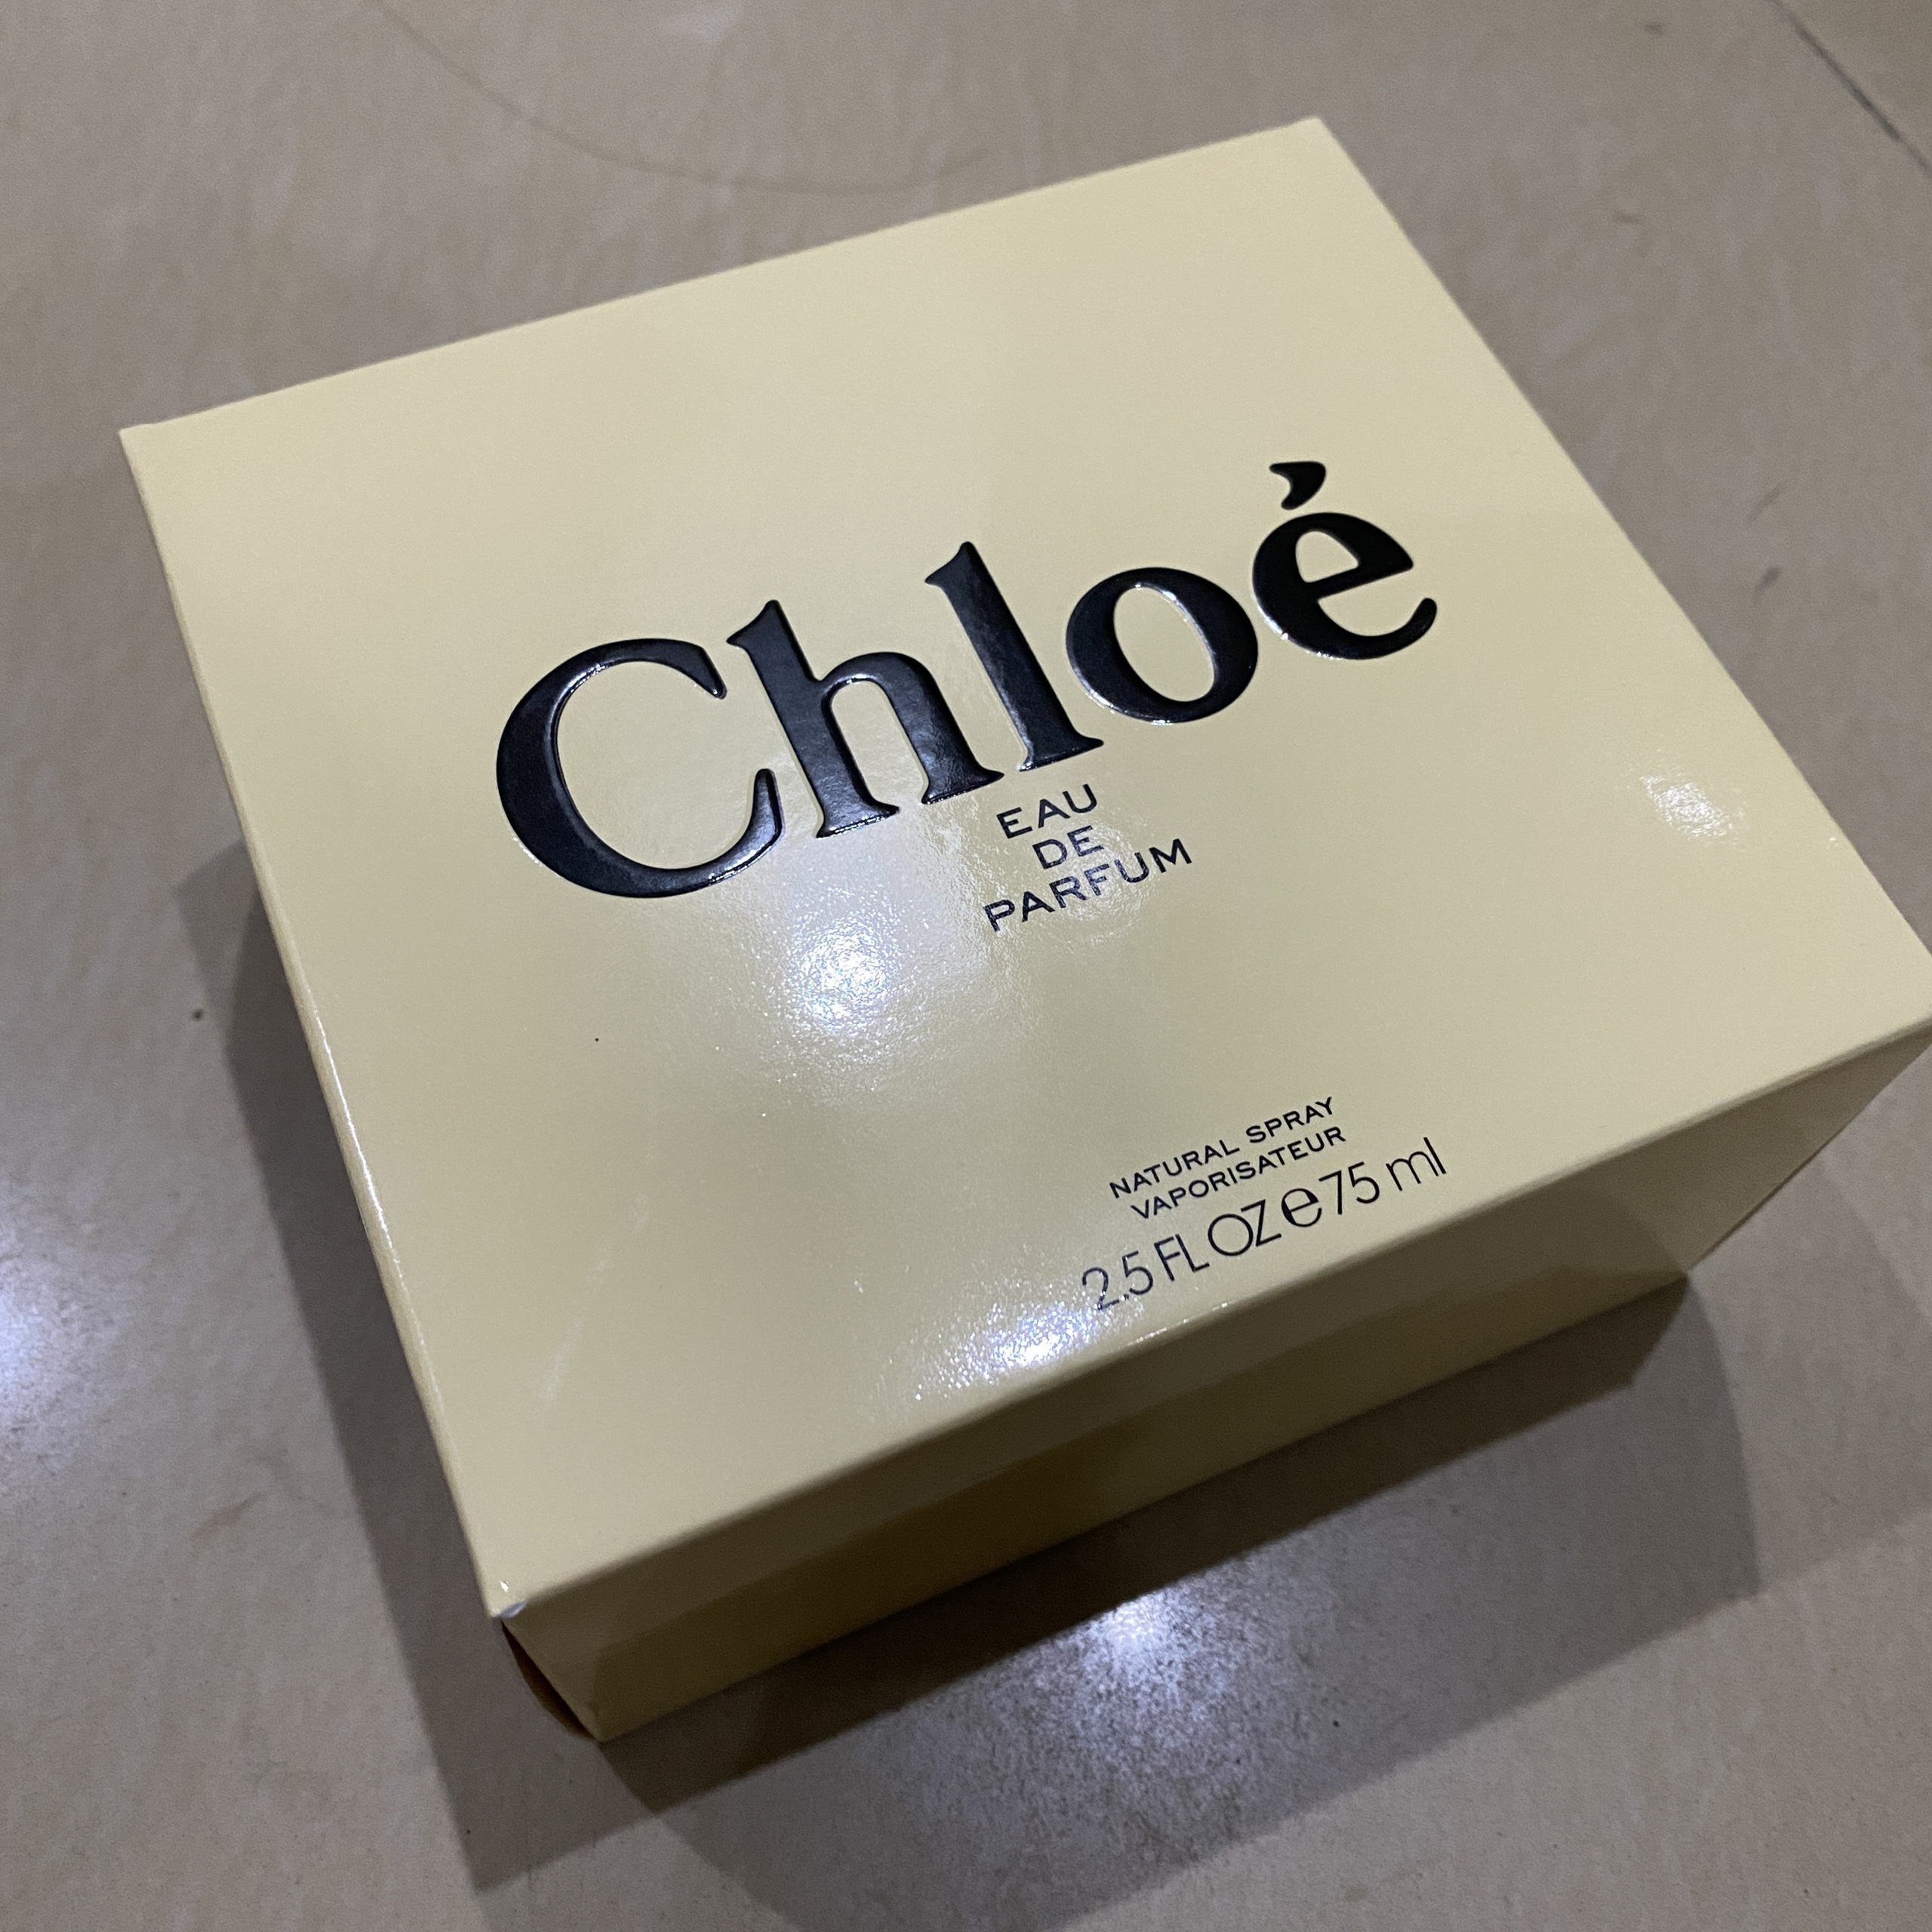 Chloé
EAU
DE
PARFUM
NATURAL SPRAY
VAPORISATEUR
2.5 FL OZ ℮ 75 ml